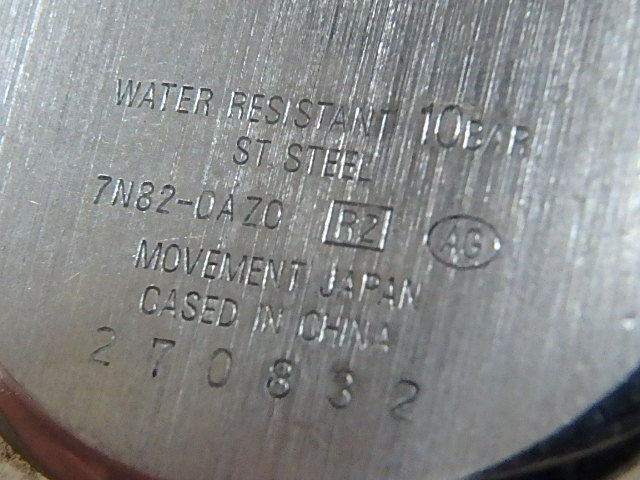 WATER RESISTANT 10BAR
ST. STEEL
7N82-0AZ0 R2 AG
MOVEMENT JAPAN
CASED IN CHINA
270832